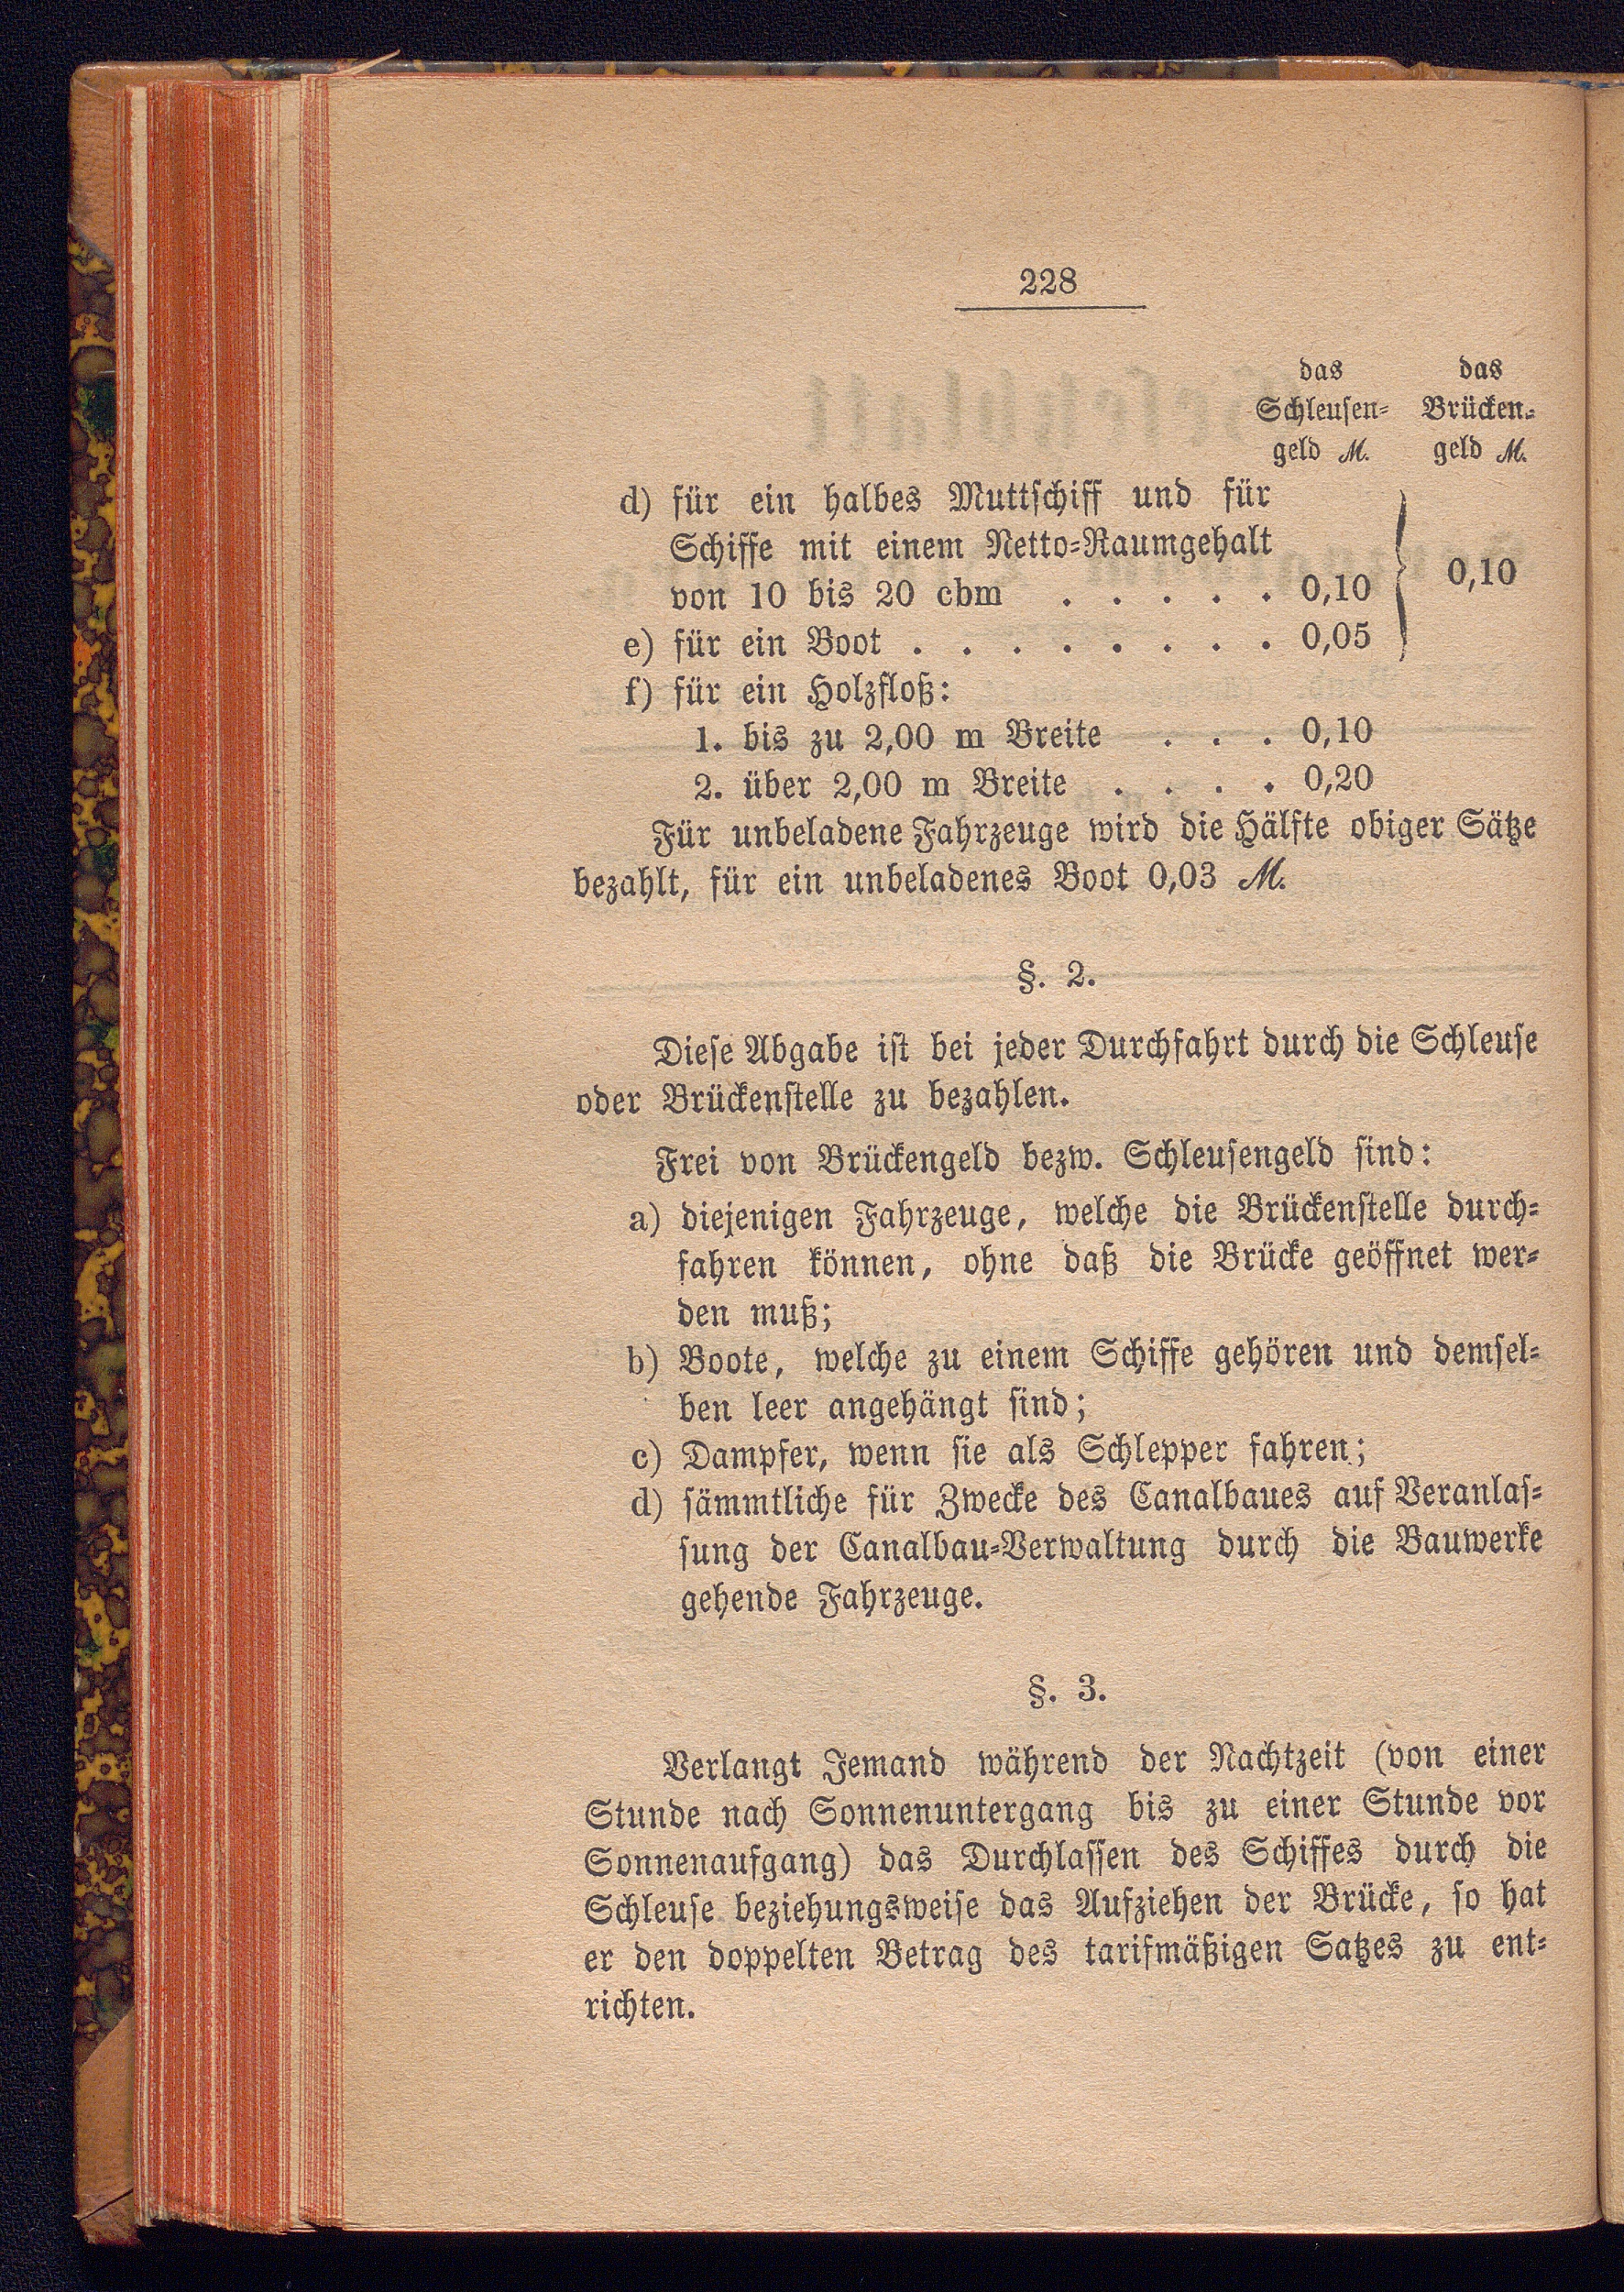 228
das das
Schleusen- Brücken-
geld M. geld M.
d) für ein halbes Muttschiff und für
Schiffe mit einem Netto-Raumgehalt
von 10 bis 20 cbm . . . . . 0,10 } 0,10
e) für ein Boot . . . . . . . . 0,05
f) für ein Holzfloß:
1. bis zu 2,00 m Breite . . . 0,10
2. über 2,00 m Breite . . . . 0,20
Für unbeladene Fahrzeuge wird die Hälfte obiger Sätze
bezahlt, für ein unbeladenes Boot 0,03 M.
§. 2.
Diese Abgabe ist bei jeder Durchfahrt durch die Schleuse
oder Brückenstelle zu bezahlen.
Frei von Brückengeld bezw. Schleusengeld sind:
a) diejenigen Fahrzeuge, welche die Brückenstelle durch-
fahren können, ohne daß die Brücke geöffnet wer-
den muß;
b) Boote, welche zu einem Schiffe gehören und demsel-
ben leer angehängt sind;
c) Dampfer, wenn sie als Schlepper fahren;
d) sämmtliche für Zwecke des Canalbaues auf Veranlas-
sung der Canalbau-Verwaltung durch die Bauwerke
gehende Fahrzeuge.
§. 3.
Verlangt Jemand während der Nachtzeit (von einer
Stunde nach Sonnenuntergang bis zu einer Stunde vor
Sonnenaufgang) das Durchlassen des Schiffes durch die
Schleuse beziehungsweise das Aufziehen der Brücke, so hat
er den doppelten Betrag des tarifmäßigen Satzes zu ent-
richten.